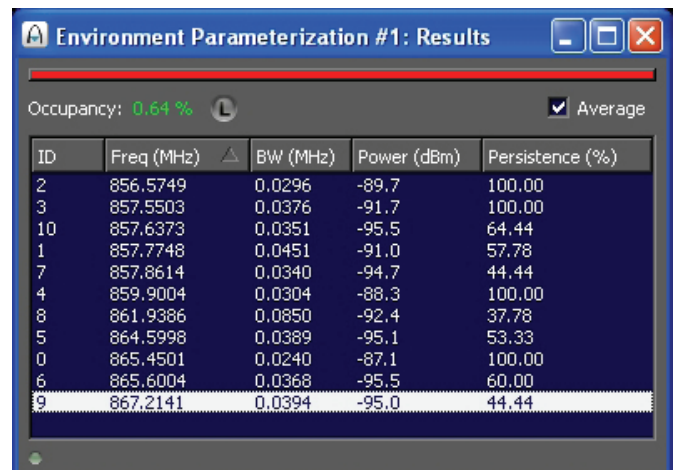 Environment Parameterization #1: Results
Occupancy: 0.64 % L Average
ID Freq (MHz) BW (MHz) Power (dBm) Persistence (%)
2 856.5749 0.0296 -89.7 100.00
3 857.5503 0.0376 -91.7 100.00
10 857.6373 0.0351 -95.5 64.44
1 857.7748 0.0451 -91.0 57.78
7 857.8614 0.0340 -94.7 44.44
4 859.9004 0.0304 -88.3 100.00
8 861.9386 0.0850 -92.4 37.78
5 864.5998 0.0389 -95.1 53.33
0 865.4501 0.0240 -87.1 100.00
6 865.6004 0.0368 -95.5 60.00
9 867.2141 0.0394 -95.0 44.44